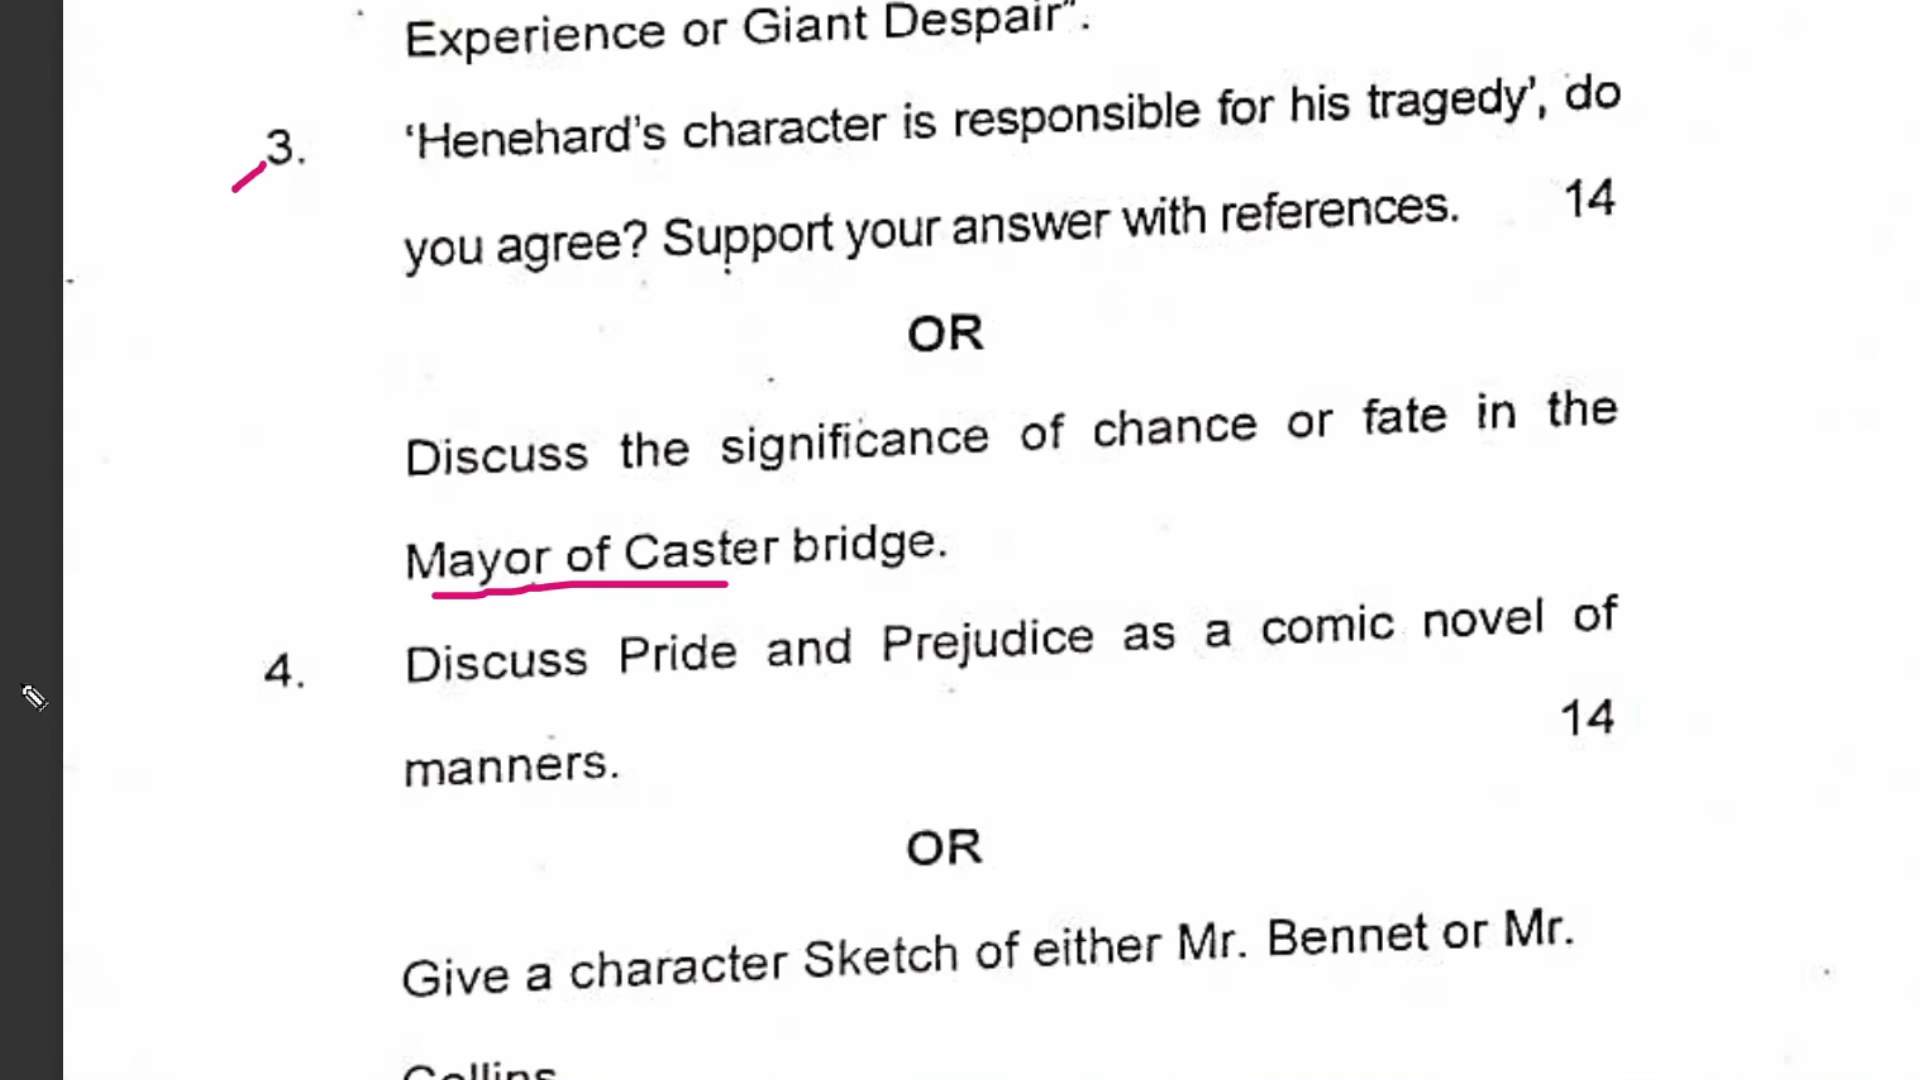 Experience or Giant Despair".
3. 'Henehard's character is responsible for his tragedy', do
you agree? Support your answer with references. 14
OR
Discuss the significance of chance or fate in the
Mayor of Caster bridge.
4. Discuss Pride and Prejudice as a comic novel of
14
manners.
OR
Give a character Sketch of either Mr. Bennet or Mr.
Collins